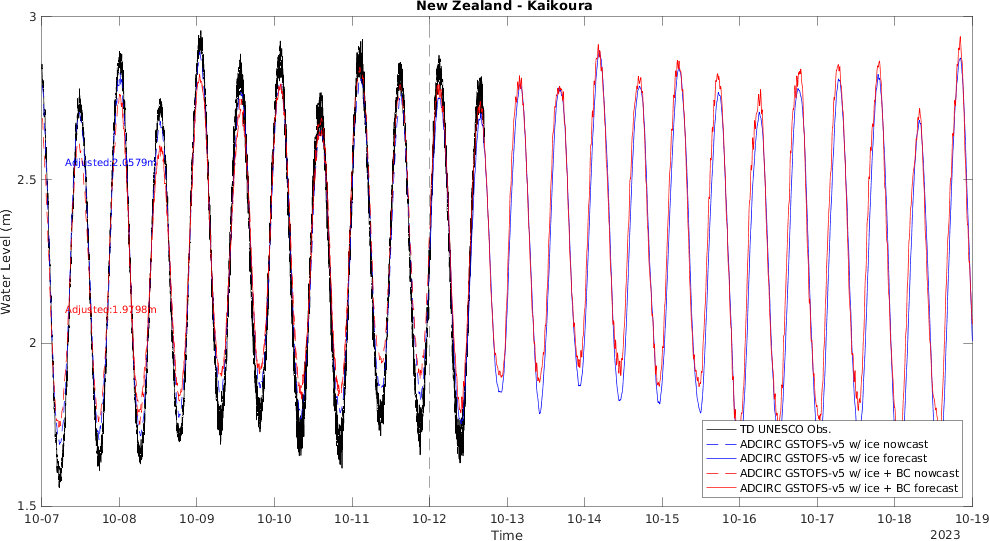 New Zealand - Kaikoura
3
2.5
2
1.5
Water Level (m)
Adjusted:2.0579m
Adjusted:1.9798m
TD UNESCO Obs.
ADCIRC GSTOFS-v5 w/ ice nowcast
ADCIRC GSTOFS-v5 w/ ice forecast
ADCIRC GSTOFS-v5 w/ ice + BC nowcast
ADCIRC GSTOFS-v5 w/ ice + BC forecast
10-07 10-08 10-09 10-10 10-11 10-12 10-13 10-14 10-15 10-16 10-17 10-18 10-19
Time
2023